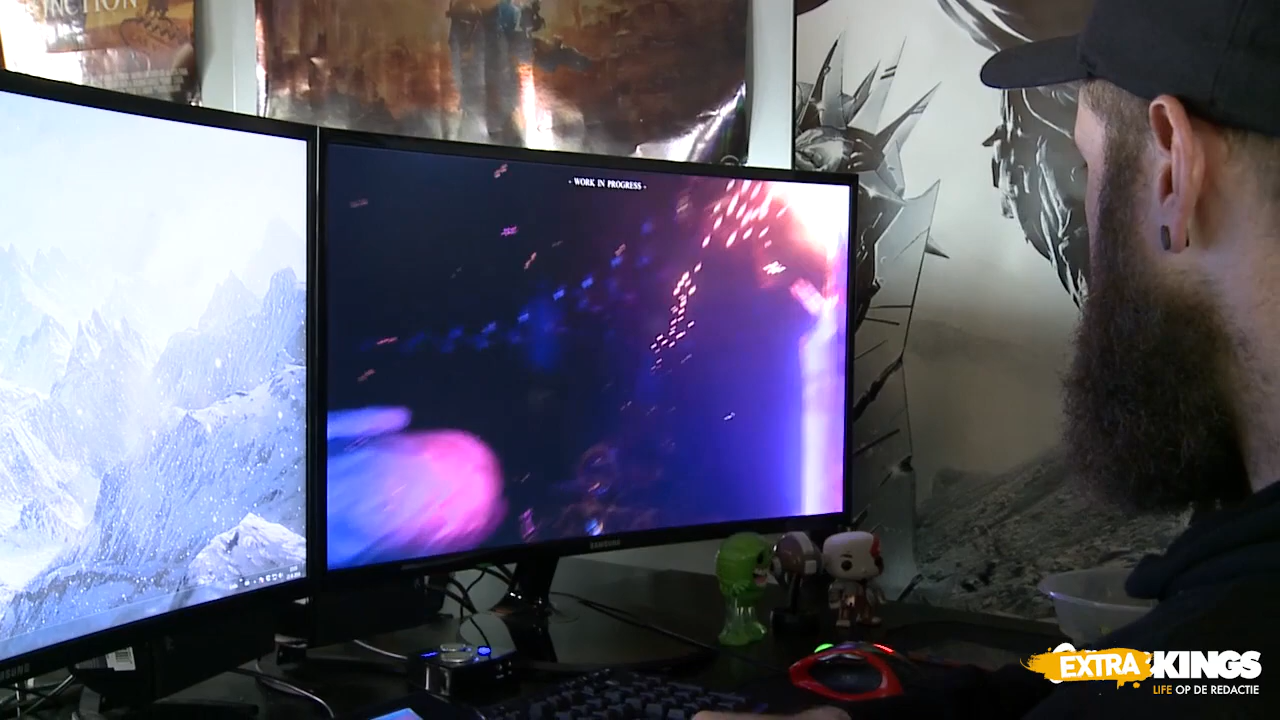 NCTION
- WORK IN PROGRESS -
SAMSUNG
EXTRA KINGS
LIFE OP DE REDACTIE